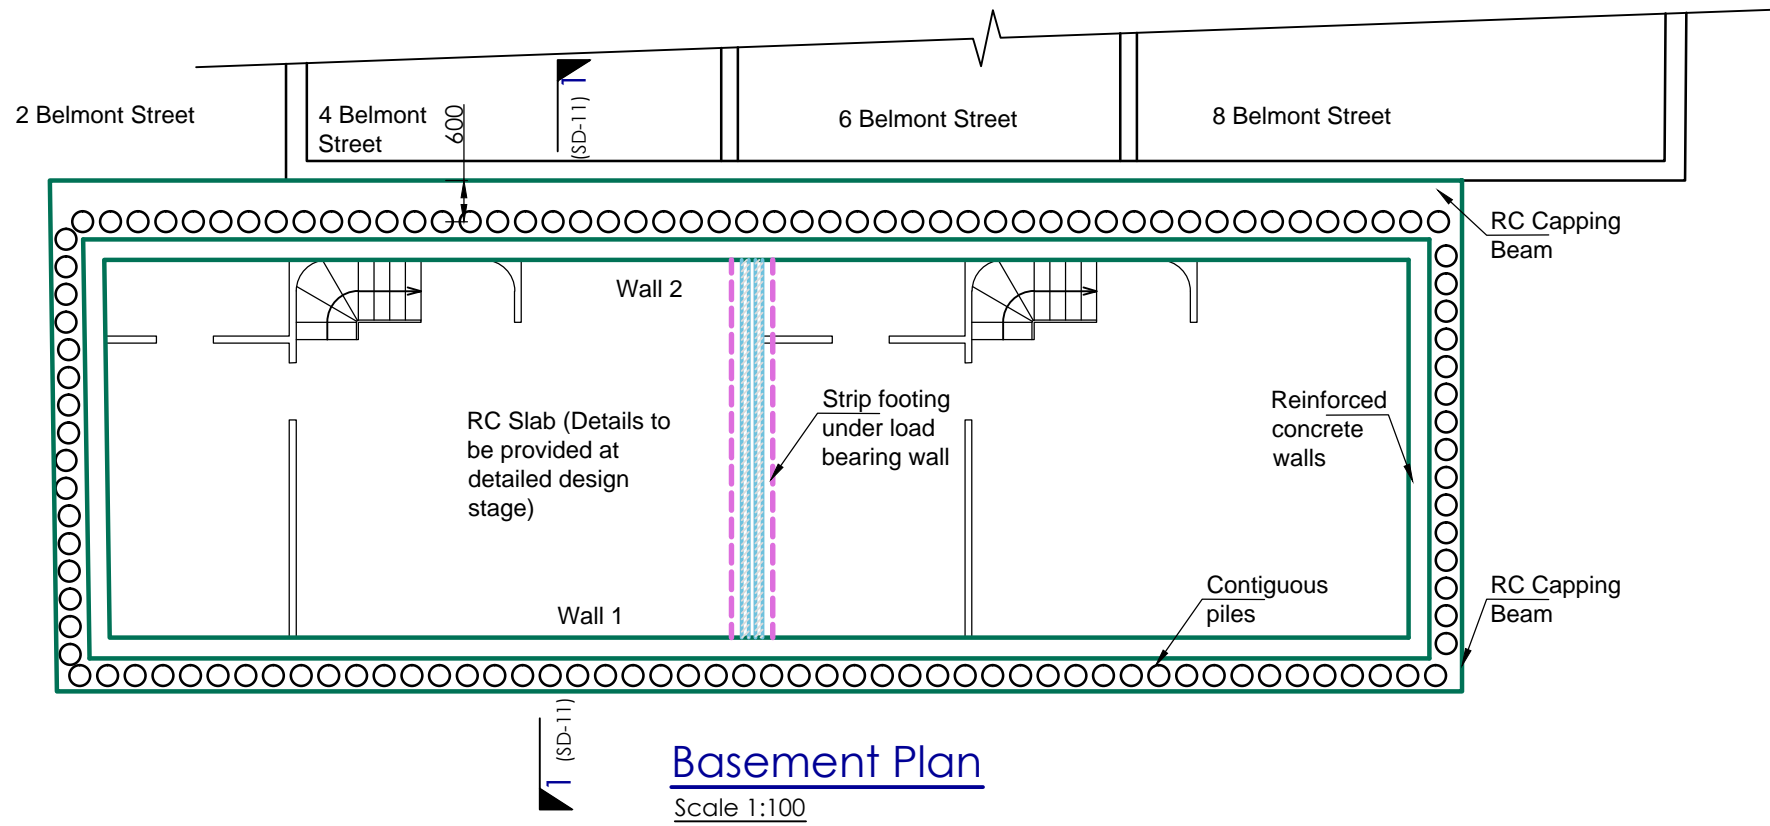 2 Belmont Street
4 Belmont
Street
600
1
(SD-11)
6 Belmont Street
8 Belmont Street
RC Capping
Beam
Wall 2
RC Slab (Details to
be provided at
detailed design
stage)
Strip footing
under load
bearing wall
Reinforced
concrete
walls
Wall 1
Contiguous
piles
RC Capping
Beam
1
(SD-11)
Basement Plan
Scale 1:100